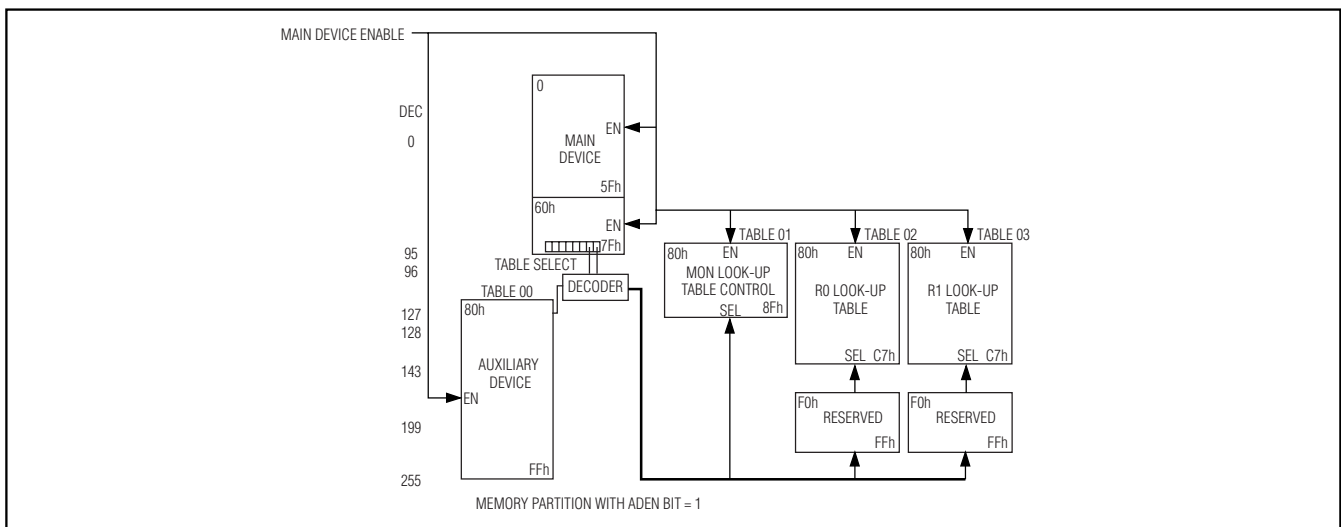 MAIN DEVICE ENABLE
0
DEC
0
EN
MAIN
DEVICE
5Fh
60h
EN
7Fh
TABLE SELECT
DECODER
95
96
127
128
143
199
255
TABLE 00
80h
AUXILIARY
DEVICE
EN
FFh
TABLE 01
80h
EN
MON LOOK-UP
TABLE CONTROL
SEL
8Fh
TABLE 02
80h
EN
R0 LOOK-UP
TABLE
SEL C7h
F0h
RESERVED
FFh
TABLE 03
80h
EN
R1 LOOK-UP
TABLE
SEL C7h
F0h
RESERVED
FFh
MEMORY PARTITION WITH ADEN BIT = 1